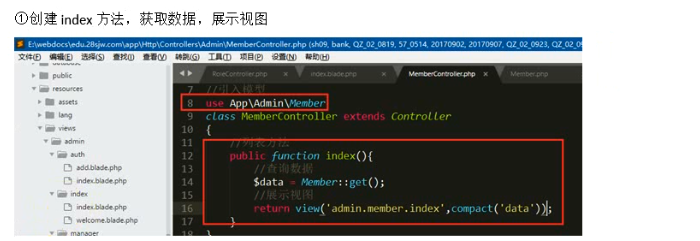 ①创建 index 方法，获取数据，展示视图
E:\webdocs\edu.28sjw.com\app\Http\Controllers\Admin\MemberController.php (sh09, bank, QZ_02_0819, 57_0514, 20170902, 20170907, QZ_02_0923, QZ_02_09
文件(F) 编辑(E) 选择(S) 查找(I) 查看(V) 转到(G) 工具(T) 项目(P) 设置(N) 帮助(H)
database
public
resources
assets
lang
views
admin
auth
add.blade.php
index.blade.php
index
index.blade.php
welcome.blade.php
manager
RoleController.php
index.blade.php
MemberController.php
Member.php
7 //引入模型
8 use App\Admin\Member
9 class MemberController extends Controller
10 {
11 //列表方法
12 public function index(){
13 //查询数据
14 $data = Member::get();
15 //展示视图
16 return view('admin.member.index',compact('data'));
17 }
18 }